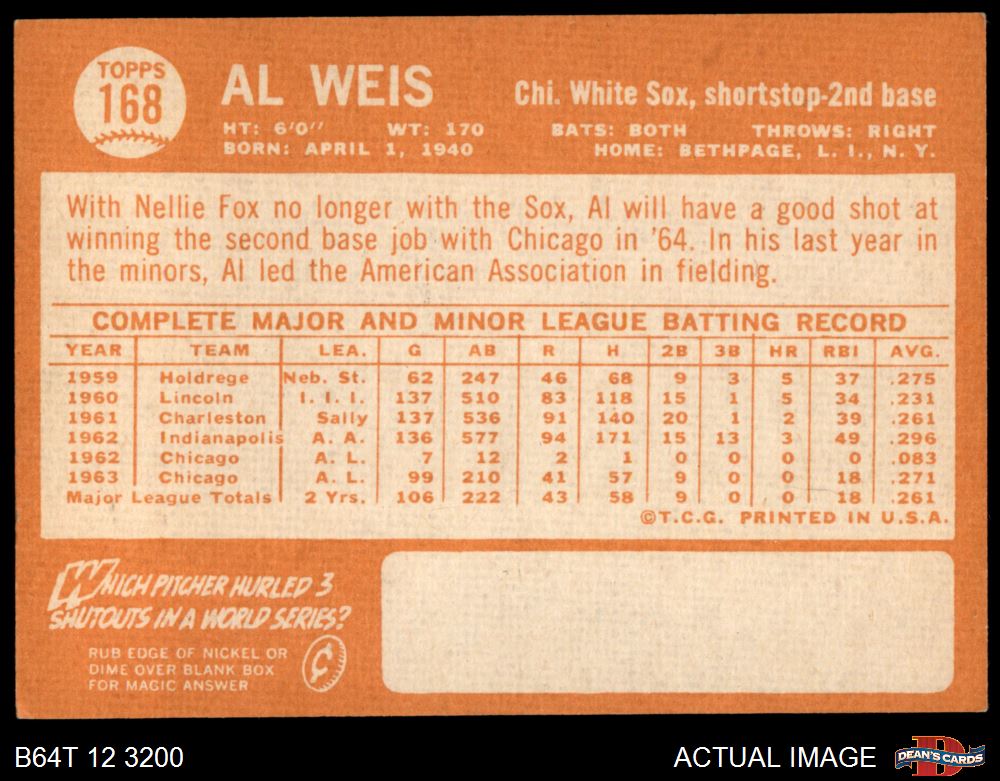 TOPPS
168
AL WEIS
Chi. White Sox, shortstop-2nd base
HT: 6'0" WT: 170 BATS: BOTH THROWS: RIGHT
BORN: APRIL 1, 1940 HOME: BETHPAGE, L. I., N. Y.
With Nellie Fox no longer with the Sox, Al will have a good shot at
winning the second base job with Chicago in '64. In his last year in
the minors, Al led the American Association in fielding.
COMPLETE MAJOR AND MINOR LEAGUE BATTING RECORD
YEAR TEAM LEA. G AB R H 2B 3B HR RBI AVG.
1959 Holdrege Neb. St. 62 247 46 68 9 3 5 37 .275
1960 Lincoln I. I. I. 137 510 83 118 15 1 5 34 .231
1961 Charleston Sally 137 536 91 140 20 1 2 39 .261
1962 Indianapolis A. A. 136 577 94 171 15 13 3 49 .296
1962 Chicago A. L. 7 12 2 1 0 0 0 0 .083
1963 Chicago A. L. 99 210 41 57 9 0 0 18 .271
Major League Totals 2 Yrs. 106 222 43 58 9 0 0 18 .261
©T.C.G. PRINTED IN U.S.A.
WHICH PITCHER HURLED 3
SHUTOUTS IN A WORLD SERIES?
RUB EDGE OF NICKEL OR
DIME OVER BLANK BOX
FOR MAGIC ANSWER
¢
B64T 12 3200
ACTUAL IMAGE
D
DEAN'S CARDS